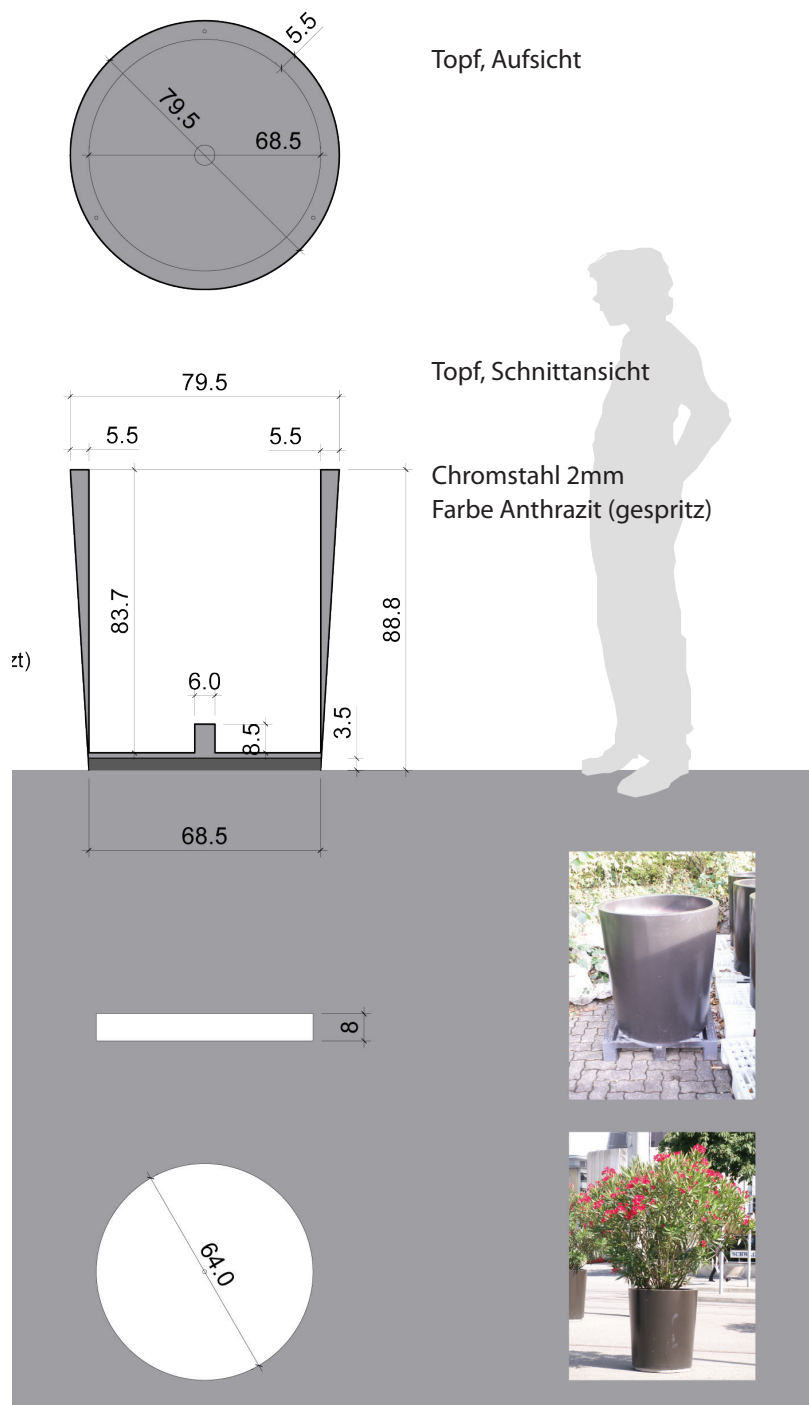 5.5
Topf, Aufsicht
79.5
68.5
Topf, Schnittansicht
79.5
5.5
5.5
Chromstahl 2mm
Farbe Anthrazit (gespritz)
83.7
88.8
zt)
6.0
8.5
3.5
68.5
8
64.0